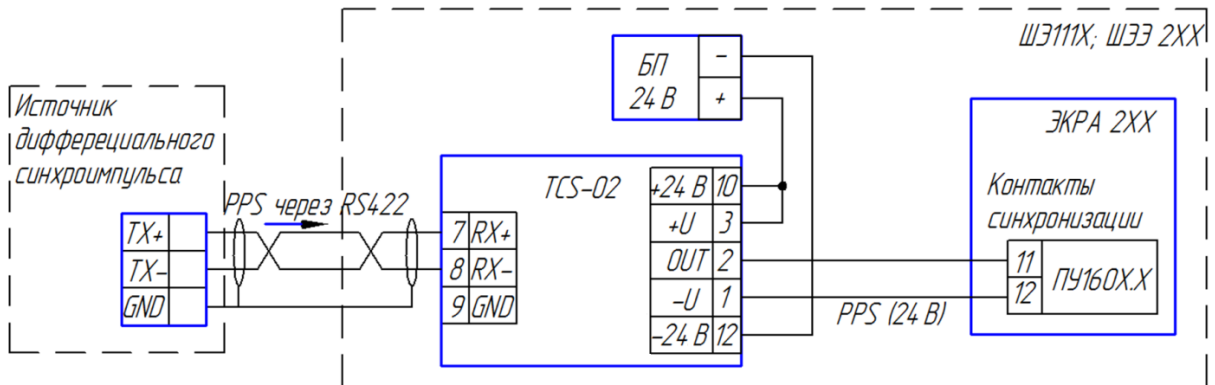 ШЭ111Х; ШЭЭ 2ХХ
БП
24 В
-
+
Источник
дифферециального
синхроимпульса
ЭКРА 2ХХ
TCS-02
PPS через RS422
Контакты
синхронизации
TX+
TX-
GND
7 RX+
8 RX-
9 GND
+24 В 10
+U 3
OUT 2
-U 1
-24 В 12
11
12
ПУ160Х.Х
PPS (24 В)